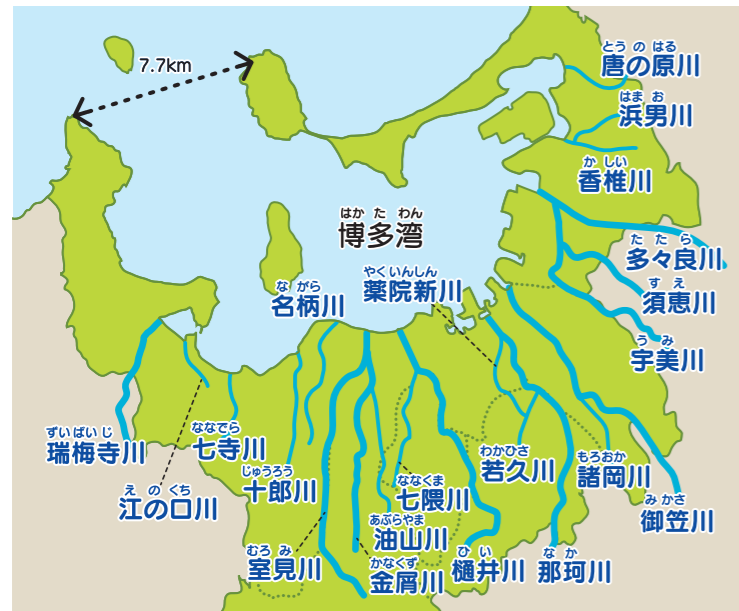 7.7km
とうのはる
唐の原川
はまお
浜男川
かしい
香椎川
はかたわん
博多湾
たたら
多々良川
やくいんしん
薬院新川
ながら
名柄川
すえ
須恵川
うみ
宇美川
ずいばいじ
瑞梅寺川
ななでら
七寺川
えのくち
江の口川
じゅうろう
十郎川
ななくま
七隈川
わかひさ
若久川
もろおか
諸岡川
みかさ
御笠川
あぶらやま
油山川
むろみ
室見川
かなくず
金屑川
ひい
樋井川
なか
那珂川